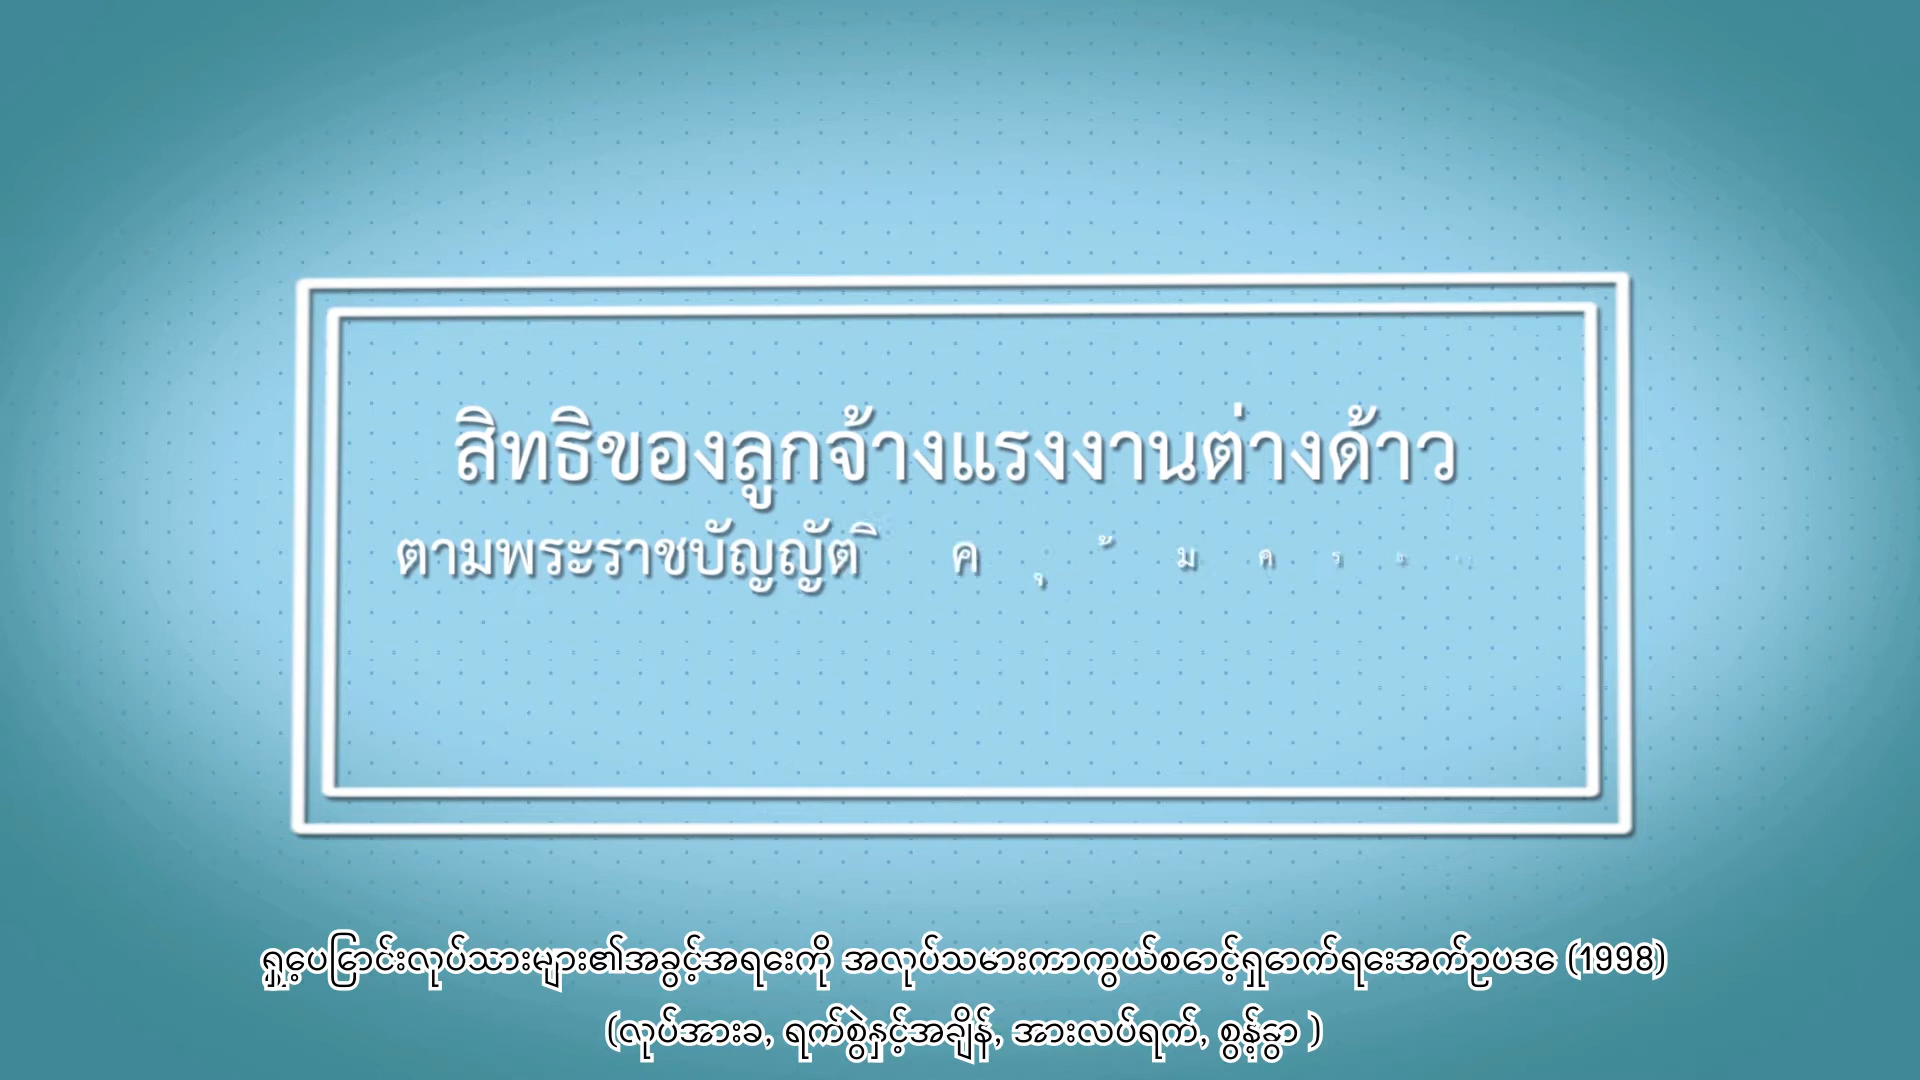 สิทธิของลูกจ้างแรงงานต่างด้าว
ตามพระราชบัญญัติ คุ้มคร
ရွှေ့ပြောင်းလုပ်သားများ၏အခွင့်အရေးကို အလုပ်သမားကာကွယ်စောင့်ရှောက်ရေးအက်ဥပဒေ (1998)
(လုပ်အားခ, ရက်စွဲနှင့်အချိန်, အားလပ်ရက်, စွန့်ခွာ )